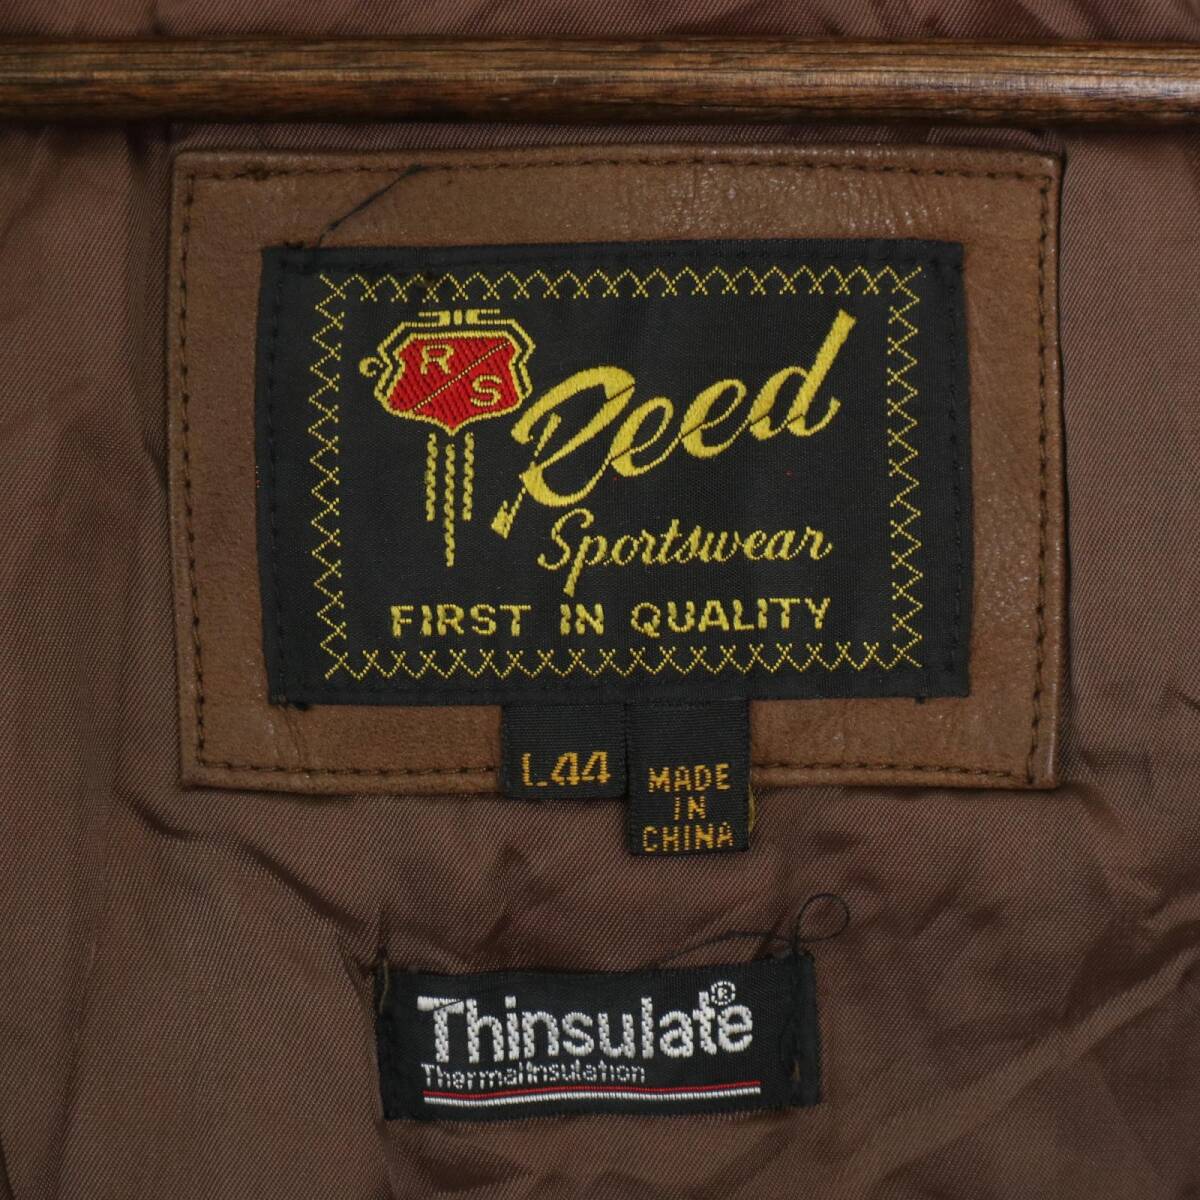 R
S
Reed
Sportswear
FIRST IN QUALITY
L44
MADE
IN
CHINA
Thinsulate®
Thermal Insulation